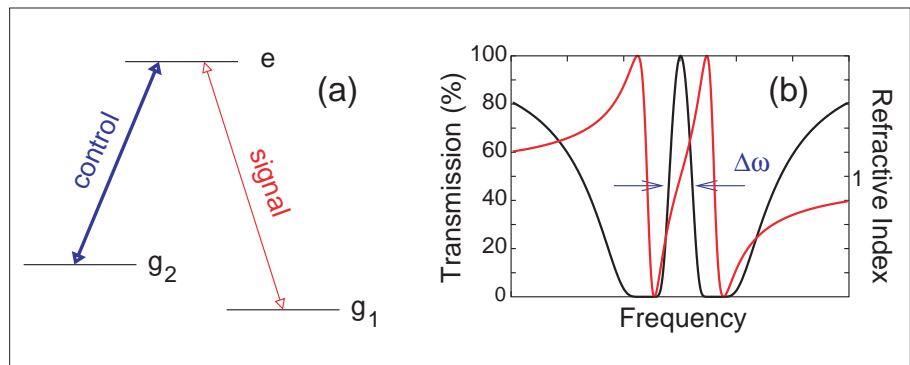 e
(a)
control
signal
g2
g1
(b)
Transmission (%)
100
80
60
40
20
0
Δω
1
Refractive Index
Frequency